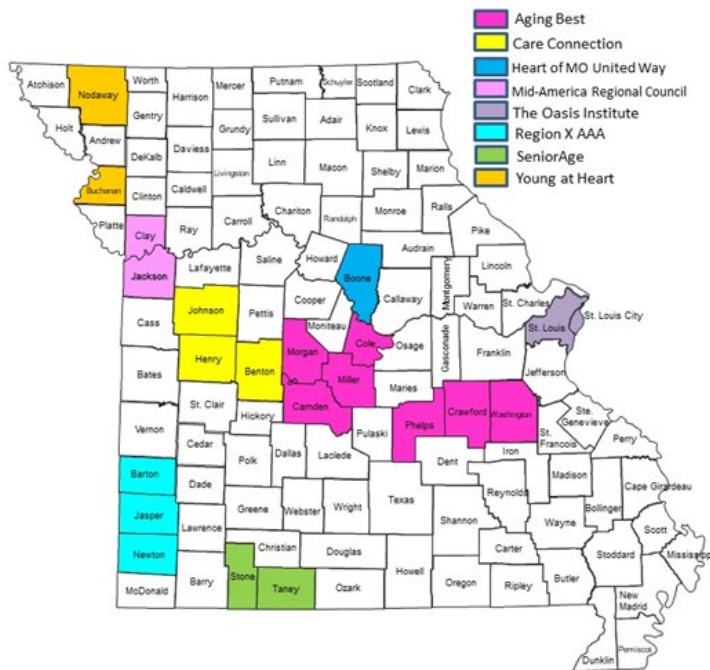 Aging Best
Care Connection
Heart of MO United Way
Mid-America Regional Council
The Oasis Institute
Region X AAA
SeniorAge
Young at Heart
Atchison
Nodaway
Worth
Harrison
Mercer
Putnam
Schuyler
Scotland
Clark
Holt
Andrew
Gentry
Grundy
Sullivan
Adair
Knox
Lewis
DeKalb
Daviess
Livingston
Linn
Macon
Shelby
Marion
Buchanan
Clinton
Caldwell
Chariton
Randolph
Monroe
Ralls
Pike
Platte
Clay
Ray
Carroll
Howard
Audrain
Jackson
Lafayette
Saline
Boone
Callaway
Montgomery
Lincoln
Cooper
Warren
St. Charles
St. Louis City
Cass
Johnson
Pettis
Moniteau
Cole
Osage
Gasconade
Franklin
St. Louis
Jefferson
Bates
Henry
Benton
Morgan
Miller
Maries
St. Clair
Hickory
Camden
Pulaski
Phelps
Crawford
Washington
Ste.
Genevieve
St.
Francois
Perry
Vernon
Cedar
Polk
Dallas
Laclede
Dent
Iron
Barton
Dade
Texas
Reynolds
Madison
Cape Girardeau
Bollinger
Jasper
Lawrence
Greene
Webster
Wright
Shannon
Wayne
Scott
Newton
Christian
Douglas
Carter
Stoddard
Mississippi
McDonald
Barry
Stone
Taney
Ozark
Howell
Oregon
Ripley
Butler
New
Madrid
Dunklin
Pemiscot